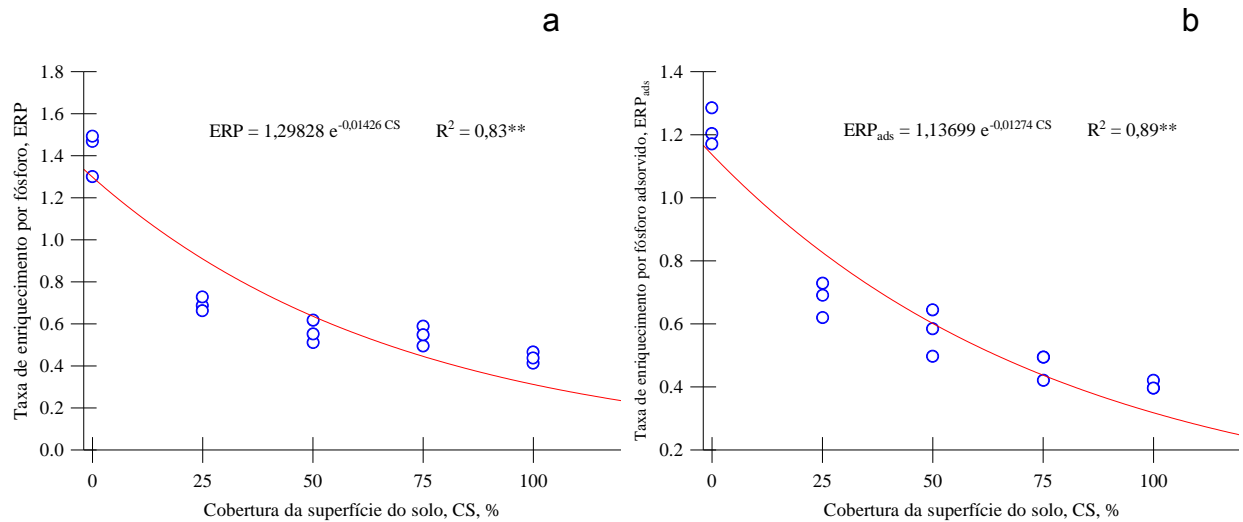 a
Taxa de enriquecimento por fósforo, ERP
1.8
1.6
1.4
1.2
1.0
0.8
0.6
0.4
0.2
0.0
ERP = 1,29828 e^-0,01426 CS R² = 0,83**
0 25 50 75 100
Cobertura da superfície do solo, CS, %
b
Taxa de enriquecimento por fósforo adsorvido, ERP_ads
1.4
1.2
1.0
0.8
0.6
0.4
0.2
ERP_ads = 1,13699 e^-0,01274 CS R² = 0,89**
0 25 50 75 100
Cobertura da superfície do solo, CS, %